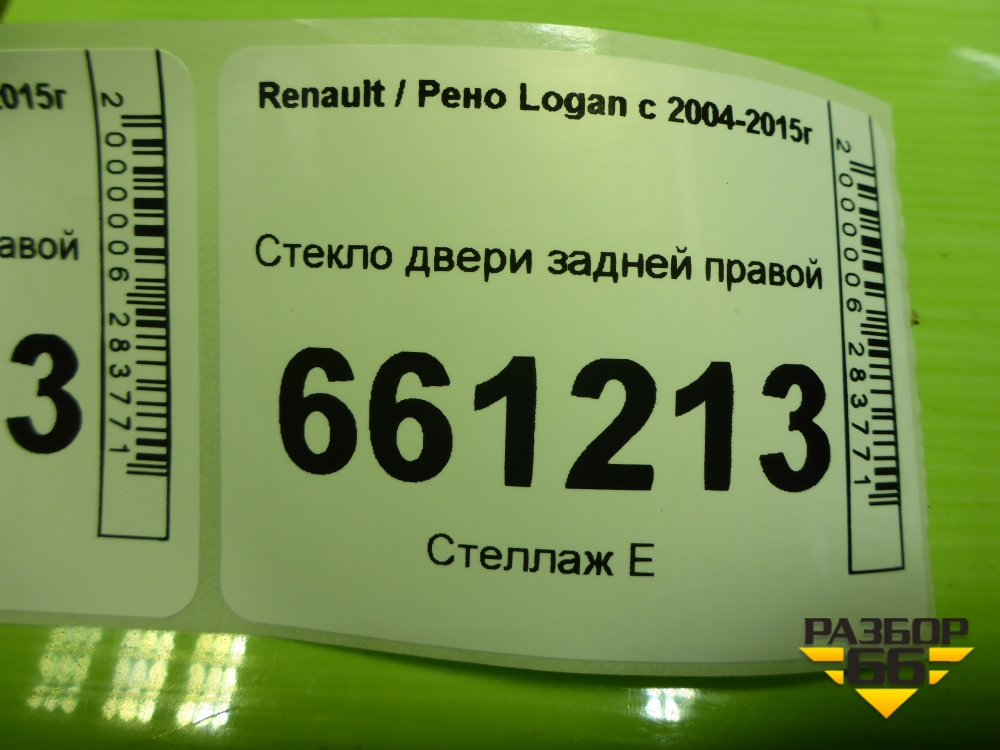 2015г
равой
3
2000006283771
Renault / Рено Logan с 2004-2015г
Стекло двери задней правой
661213
Стеллаж Е
2000006283771
РАЗБОР
66